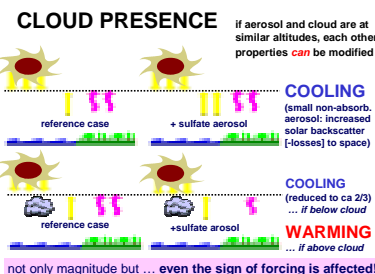 CLOUD PRESENCE
if aerosol and cloud are at
similar altitudes, each other
properties can be modified
COOLING
(small non-absorb.
aerosol: increased
solar backscatter
[-losses] to space)
reference case
+ sulfate aerosol
COOLING
(reduced to ca 2/3)
... if below cloud
WARMING
... if above cloud
reference case
+sulfate arosol
not only magnitude but ... even the sign of forcing is affected!